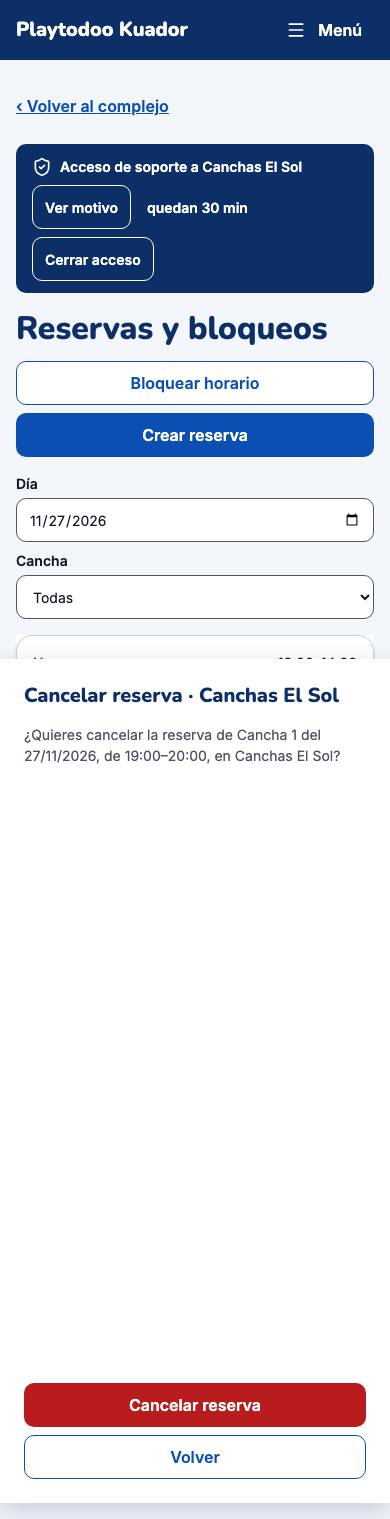 Playtodoo Kuador
Menú
‹ Volver al complejo
Acceso de soporte a Canchas El Sol
Ver motivo
quedan 30 min
Cerrar acceso
Reservas y bloqueos
Bloquear horario
Crear reserva
Día
11/27/2026
Cancha
Todas
Cancelar reserva · Canchas El Sol
¿Quieres cancelar la reserva de Cancha 1 del
27/11/2026, de 19:00–20:00, en Canchas El Sol?
Cancelar reserva
Volver